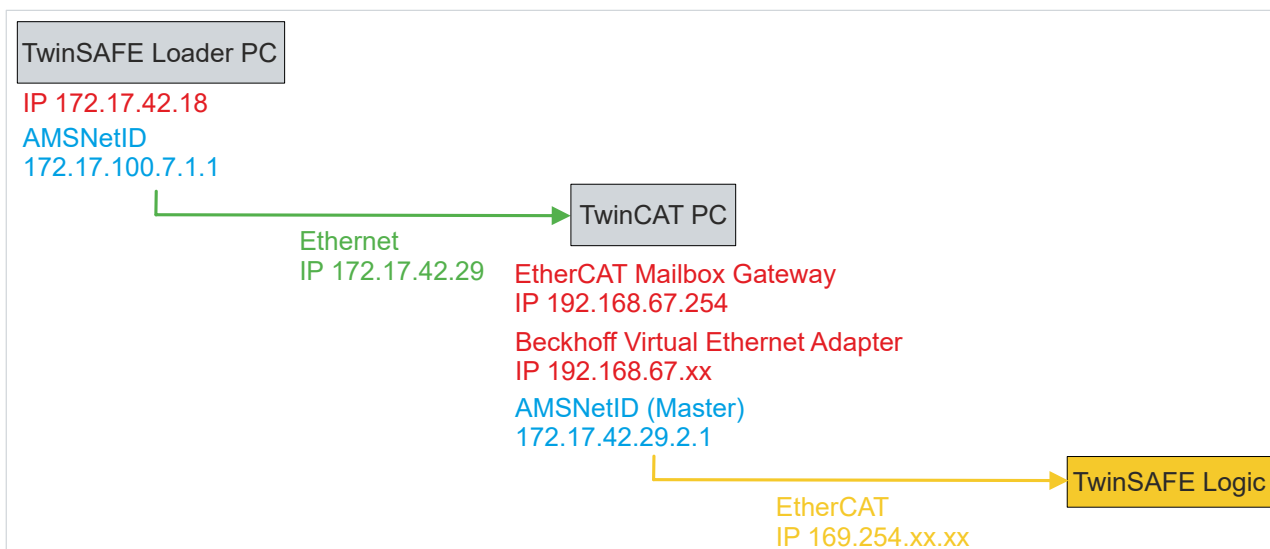 TwinSAFE Loader PC
IP 172.17.42.18
AMSNetID
172.17.100.7.1.1
TwinCAT PC
Ethernet
IP 172.17.42.29
EtherCAT Mailbox Gateway
IP 192.168.67.254
Beckhoff Virtual Ethernet Adapter
IP 192.168.67.xx
AMSNetID (Master)
172.17.42.29.2.1
TwinSAFE Logic
EtherCAT
IP 169.254.xx.xx